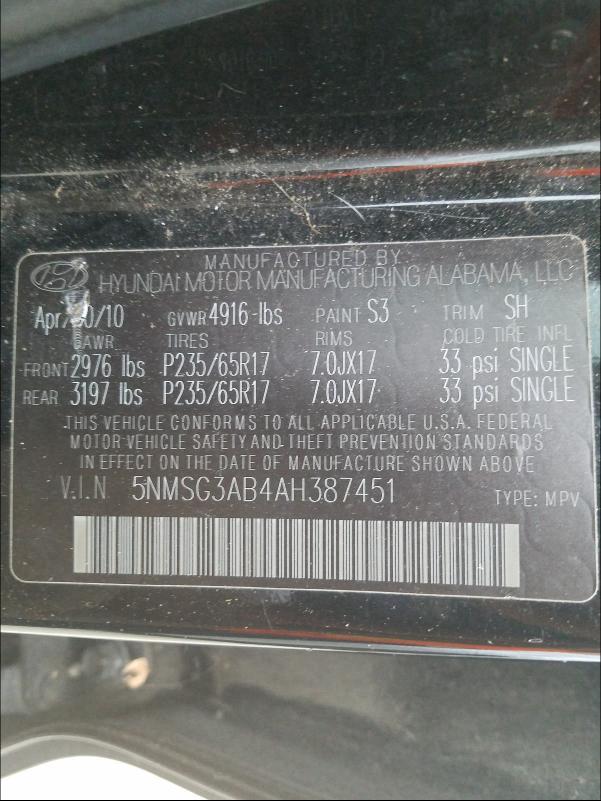 MANUFACTURED BY
HYUNDAI MOTOR MANUFACTURING ALABAMA, LLC
GVWR 4916-lbs PAINT S3 TRIM SH
GAWR TIRES RIMS COLD TIRE INFL
FRONT 2976 lbs P235/65R17 7.0JX17 33 psi SINGLE
REAR 3197 lbs P235/65R17 7.0JX17 33 psi SINGLE
THIS VEHICLE CONFORMS TO ALL APPLICABLE U.S.A. FEDERAL
MOTOR VEHICLE SAFETY AND THEFT PREVENTION STANDARDS
IN EFFECT ON THE DATE OF MANUFACTURE SHOWN ABOVE
V.I.N 5NMSG3AB4AH387451 TYPE: MPV